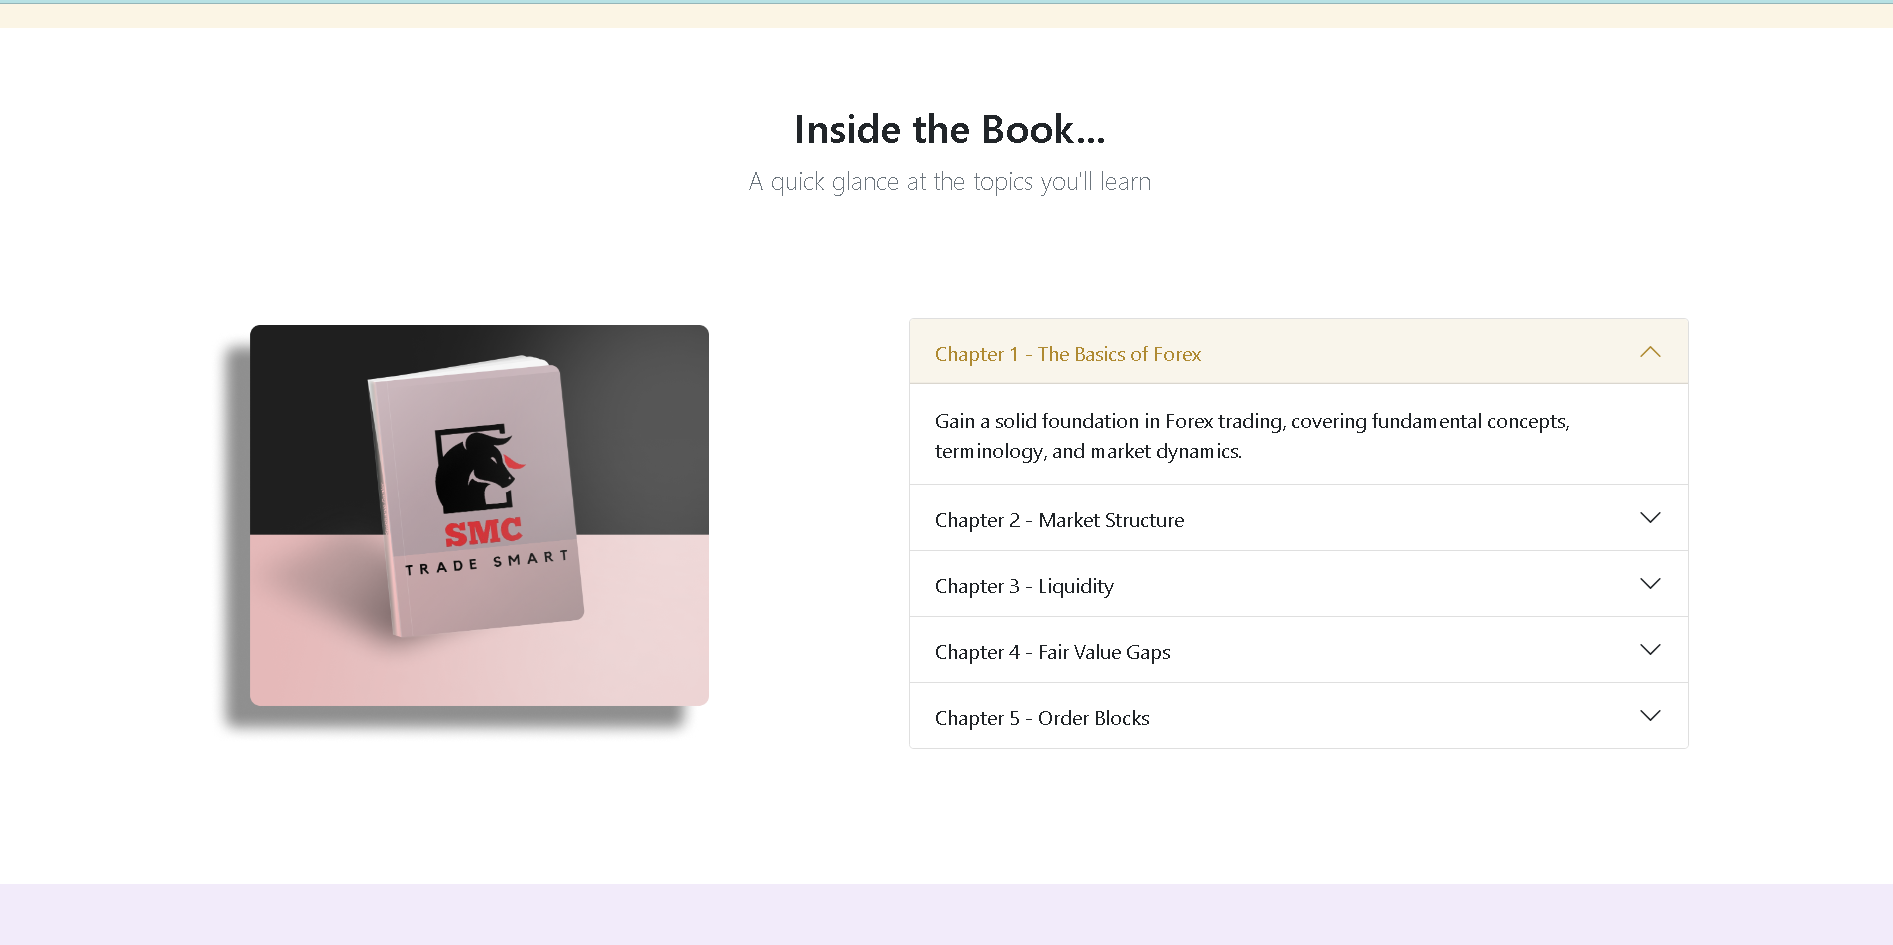 Inside the Book...
A quick glance at the topics you'll learn
SMC
TRADE SMART
Chapter 1 - The Basics of Forex
Gain a solid foundation in Forex trading, covering fundamental concepts,
terminology, and market dynamics.
Chapter 2 - Market Structure
Chapter 3 - Liquidity
Chapter 4 - Fair Value Gaps
Chapter 5 - Order Blocks